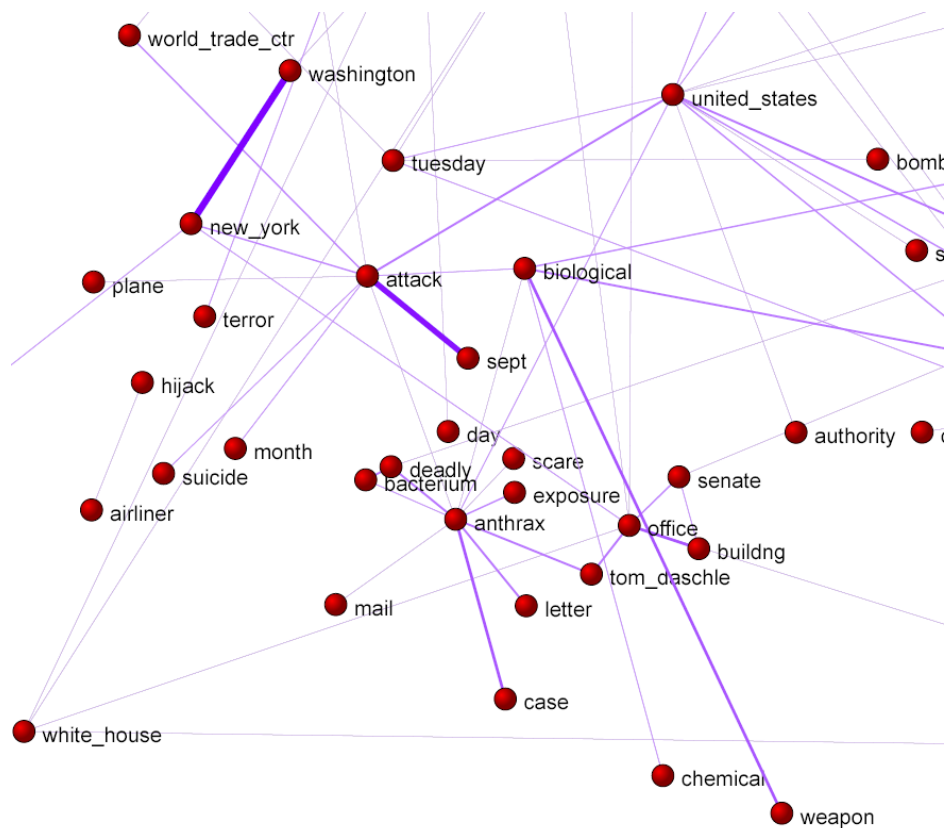 world_trade_ctr
washington
united_states
tuesday
bomb
new_york
attack
biological
plane
terror
sept
hijack
day
authority
month
scare
deadly
suicide
bacterium
senate
exposure
airliner
anthrax
office
buildng
tom_daschle
mail
letter
case
white_house
chemical
weapon